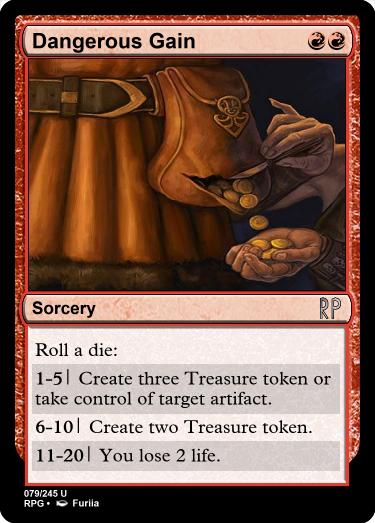 Dangerous Gain
Sorcery
RP
Roll a die:
1-5| Create three Treasure token or
take control of target artifact.
6-10| Create two Treasure token.
11-20| You lose 2 life.
079/245 U
RPG • Furiia